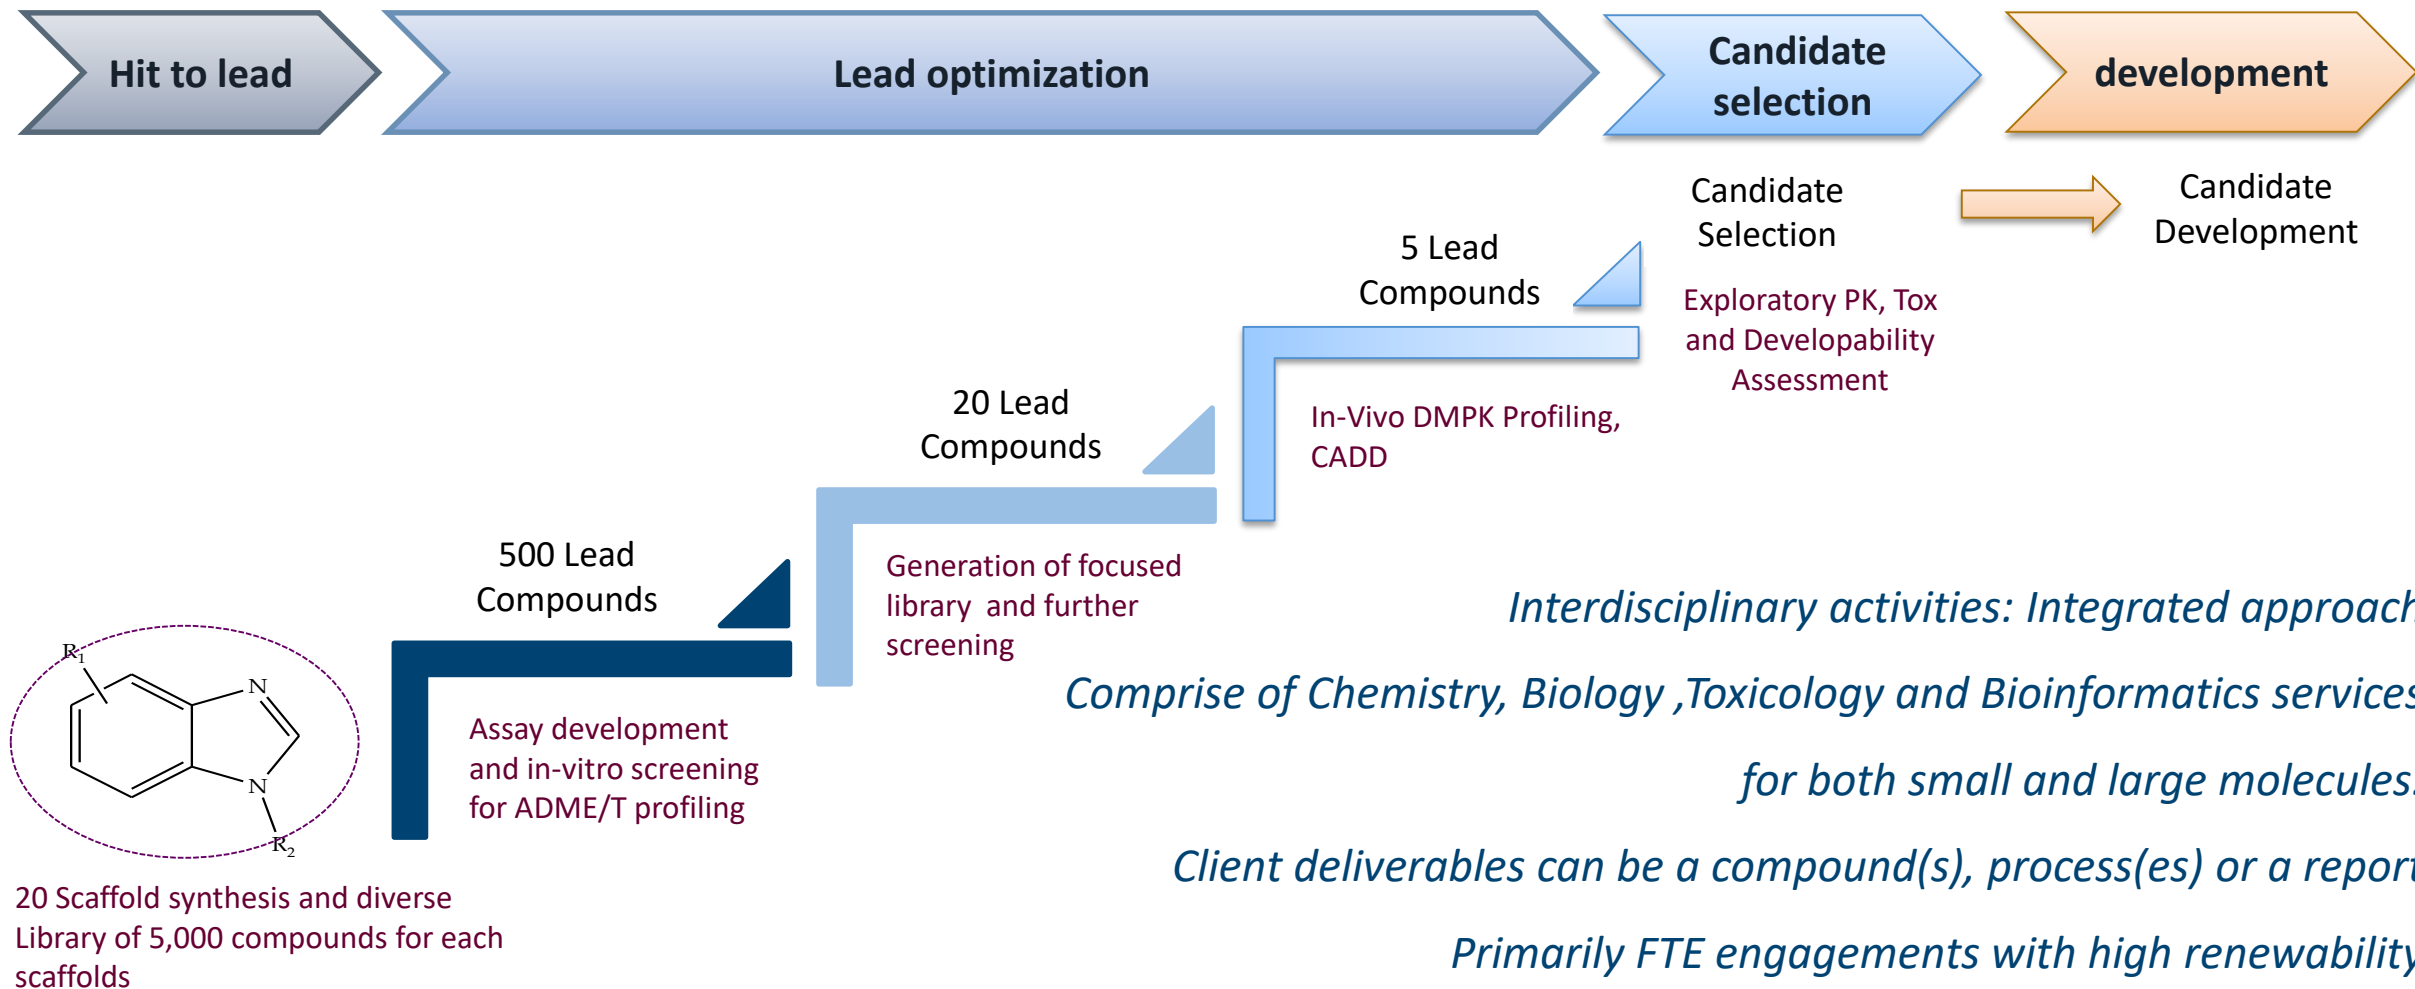 Hit to lead
Lead optimization
Candidate
selection
development
Candidate
Selection
Candidate
Development
5 Lead
Compounds
Exploratory PK, Tox
and Developability
Assessment
20 Lead
Compounds
In-Vivo DMPK Profiling,
CADD
500 Lead
Compounds
Generation of focused
library  and further
screening
R1
N
N
R2
Assay development
and in-vitro screening
for ADME/T profiling
20 Scaffold synthesis and diverse
Library of 5,000 compounds for each
scaffolds
Interdisciplinary activities: Integrated approach
Comprise of Chemistry, Biology ,Toxicology and Bioinformatics services
for both small and large molecules.
Client deliverables can be a compound(s), process(es) or a report
Primarily FTE engagements with high renewability